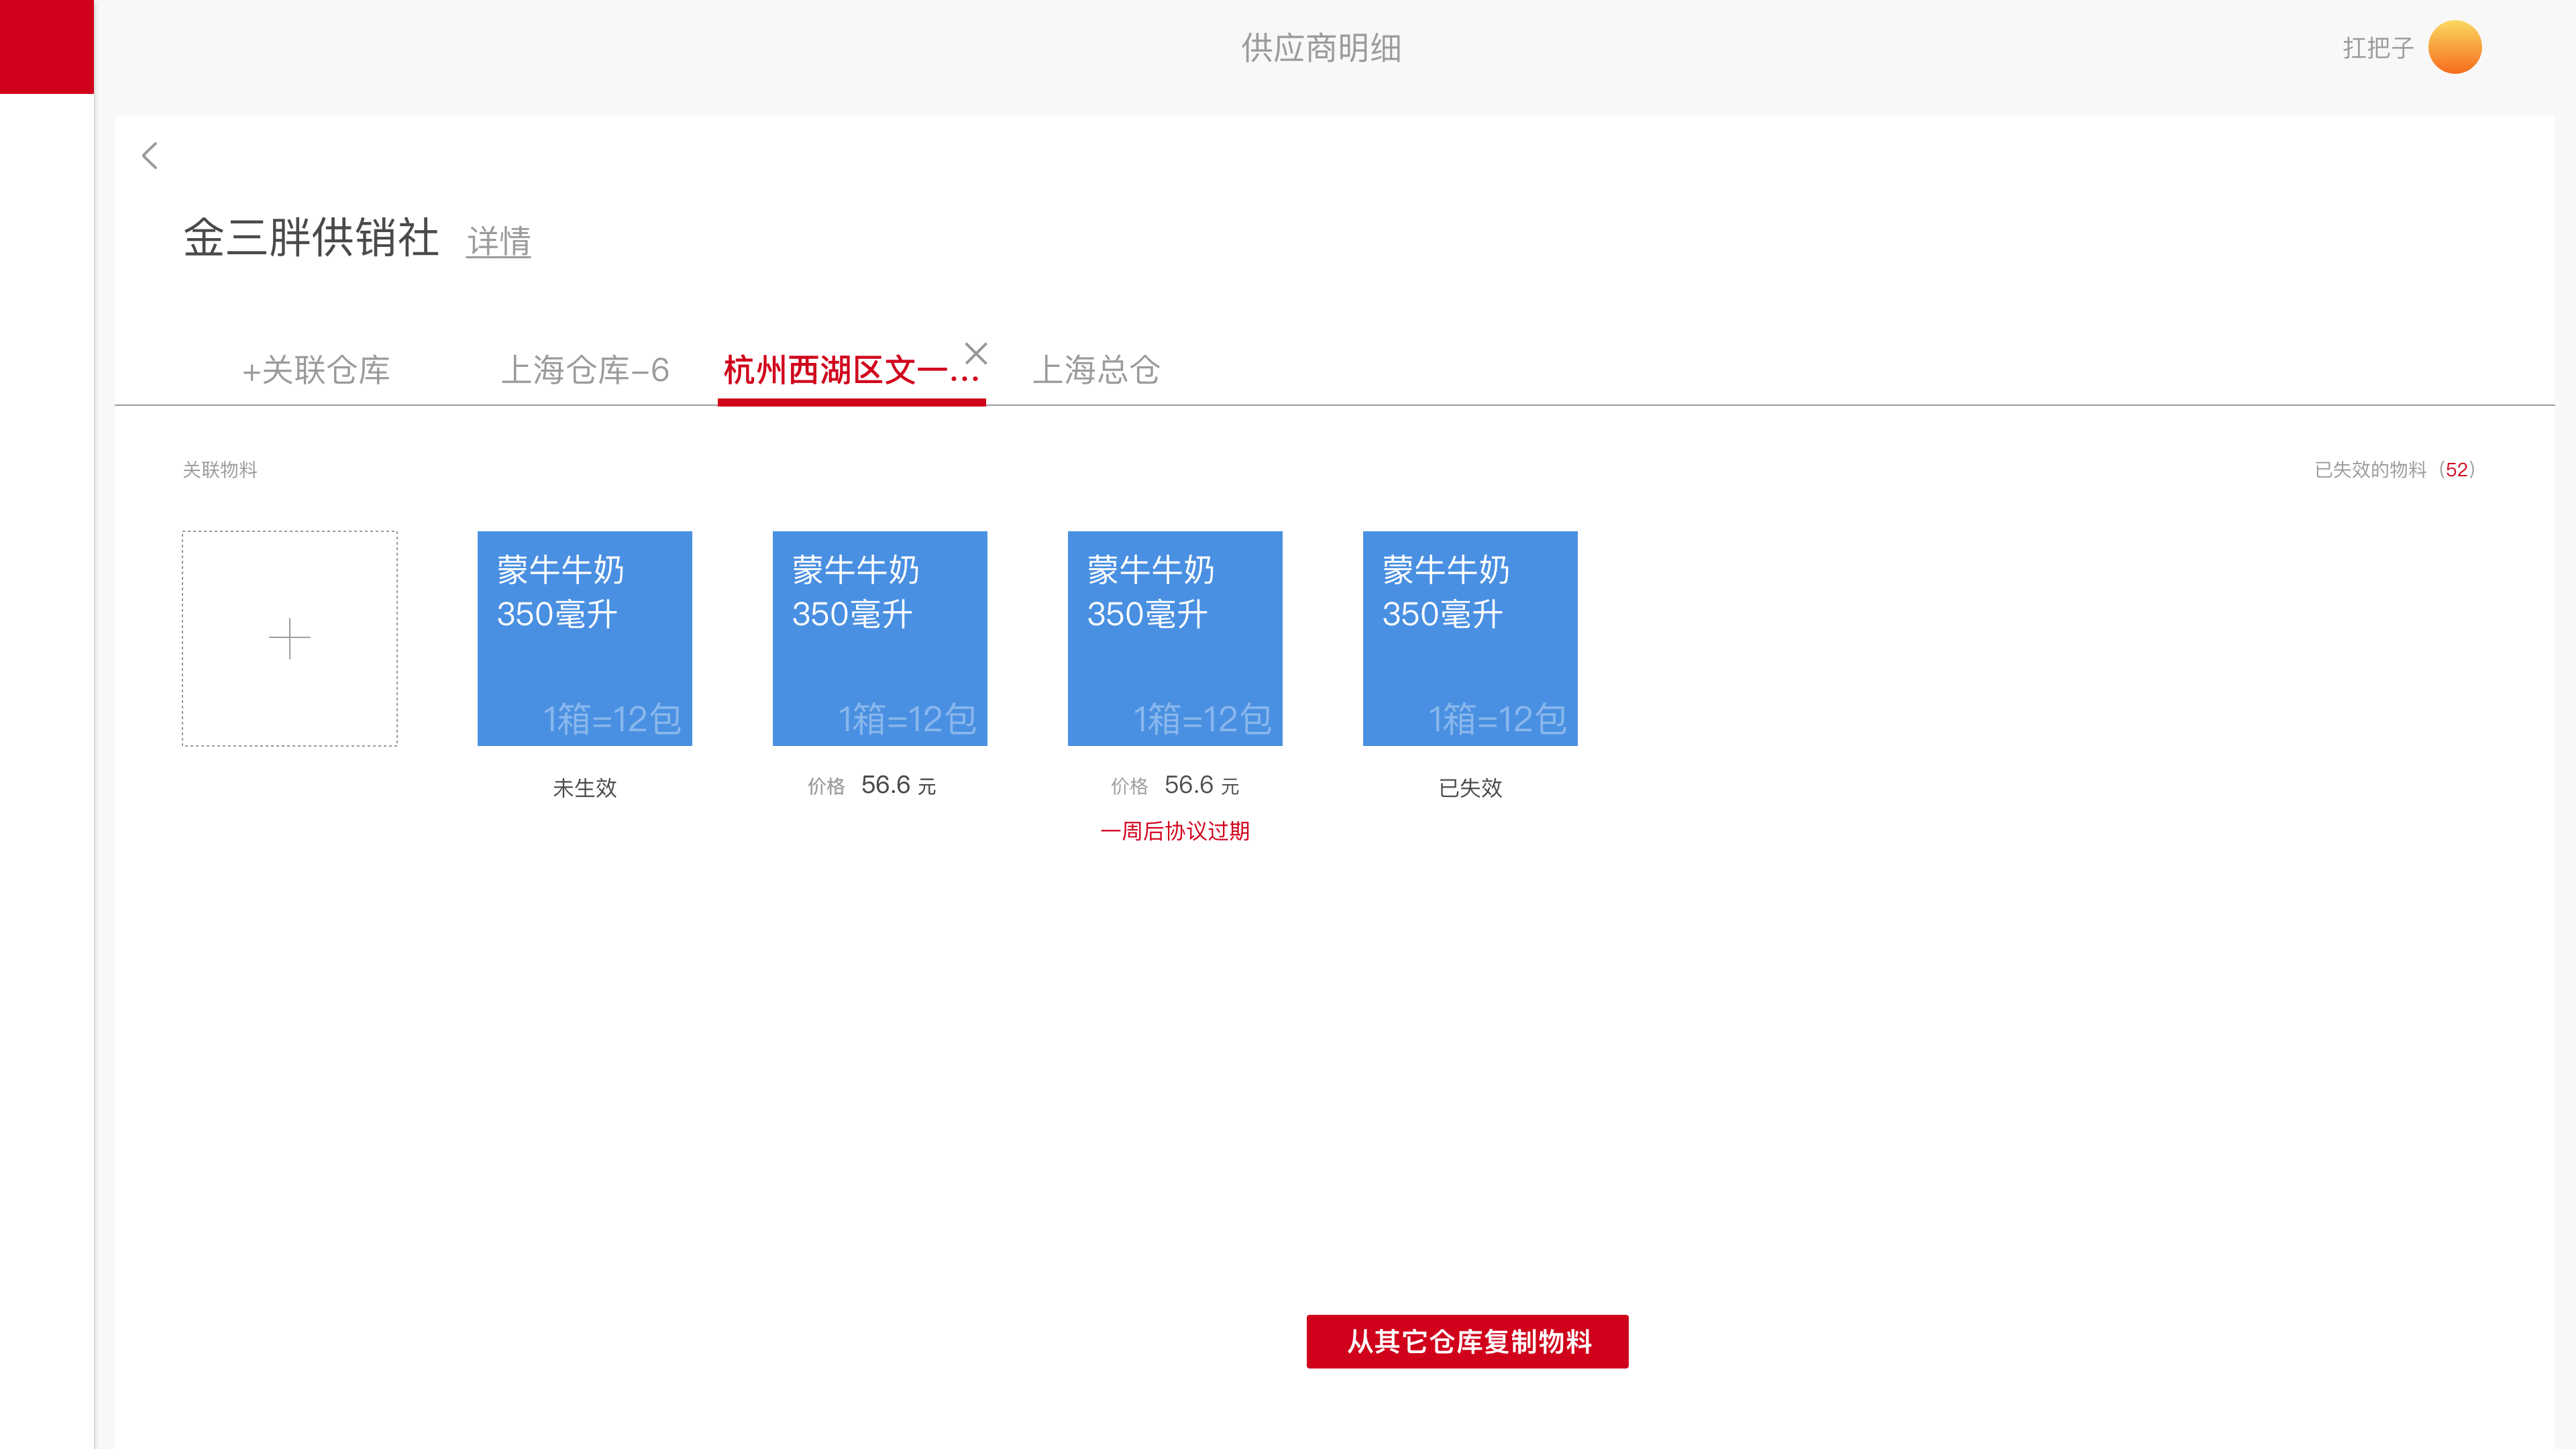 供应商明细
扛把子
金三胖供销社 详情
+关联仓库 上海仓库-6 杭州西湖区文一... 上海总仓
关联物料
已失效的物料（52）
蒙牛牛奶
350毫升
1箱=12包
未生效
蒙牛牛奶
350毫升
1箱=12包
价格 56.6 元
蒙牛牛奶
350毫升
1箱=12包
价格 56.6 元
一周后协议过期
蒙牛牛奶
350毫升
1箱=12包
已失效
从其它仓库复制物料